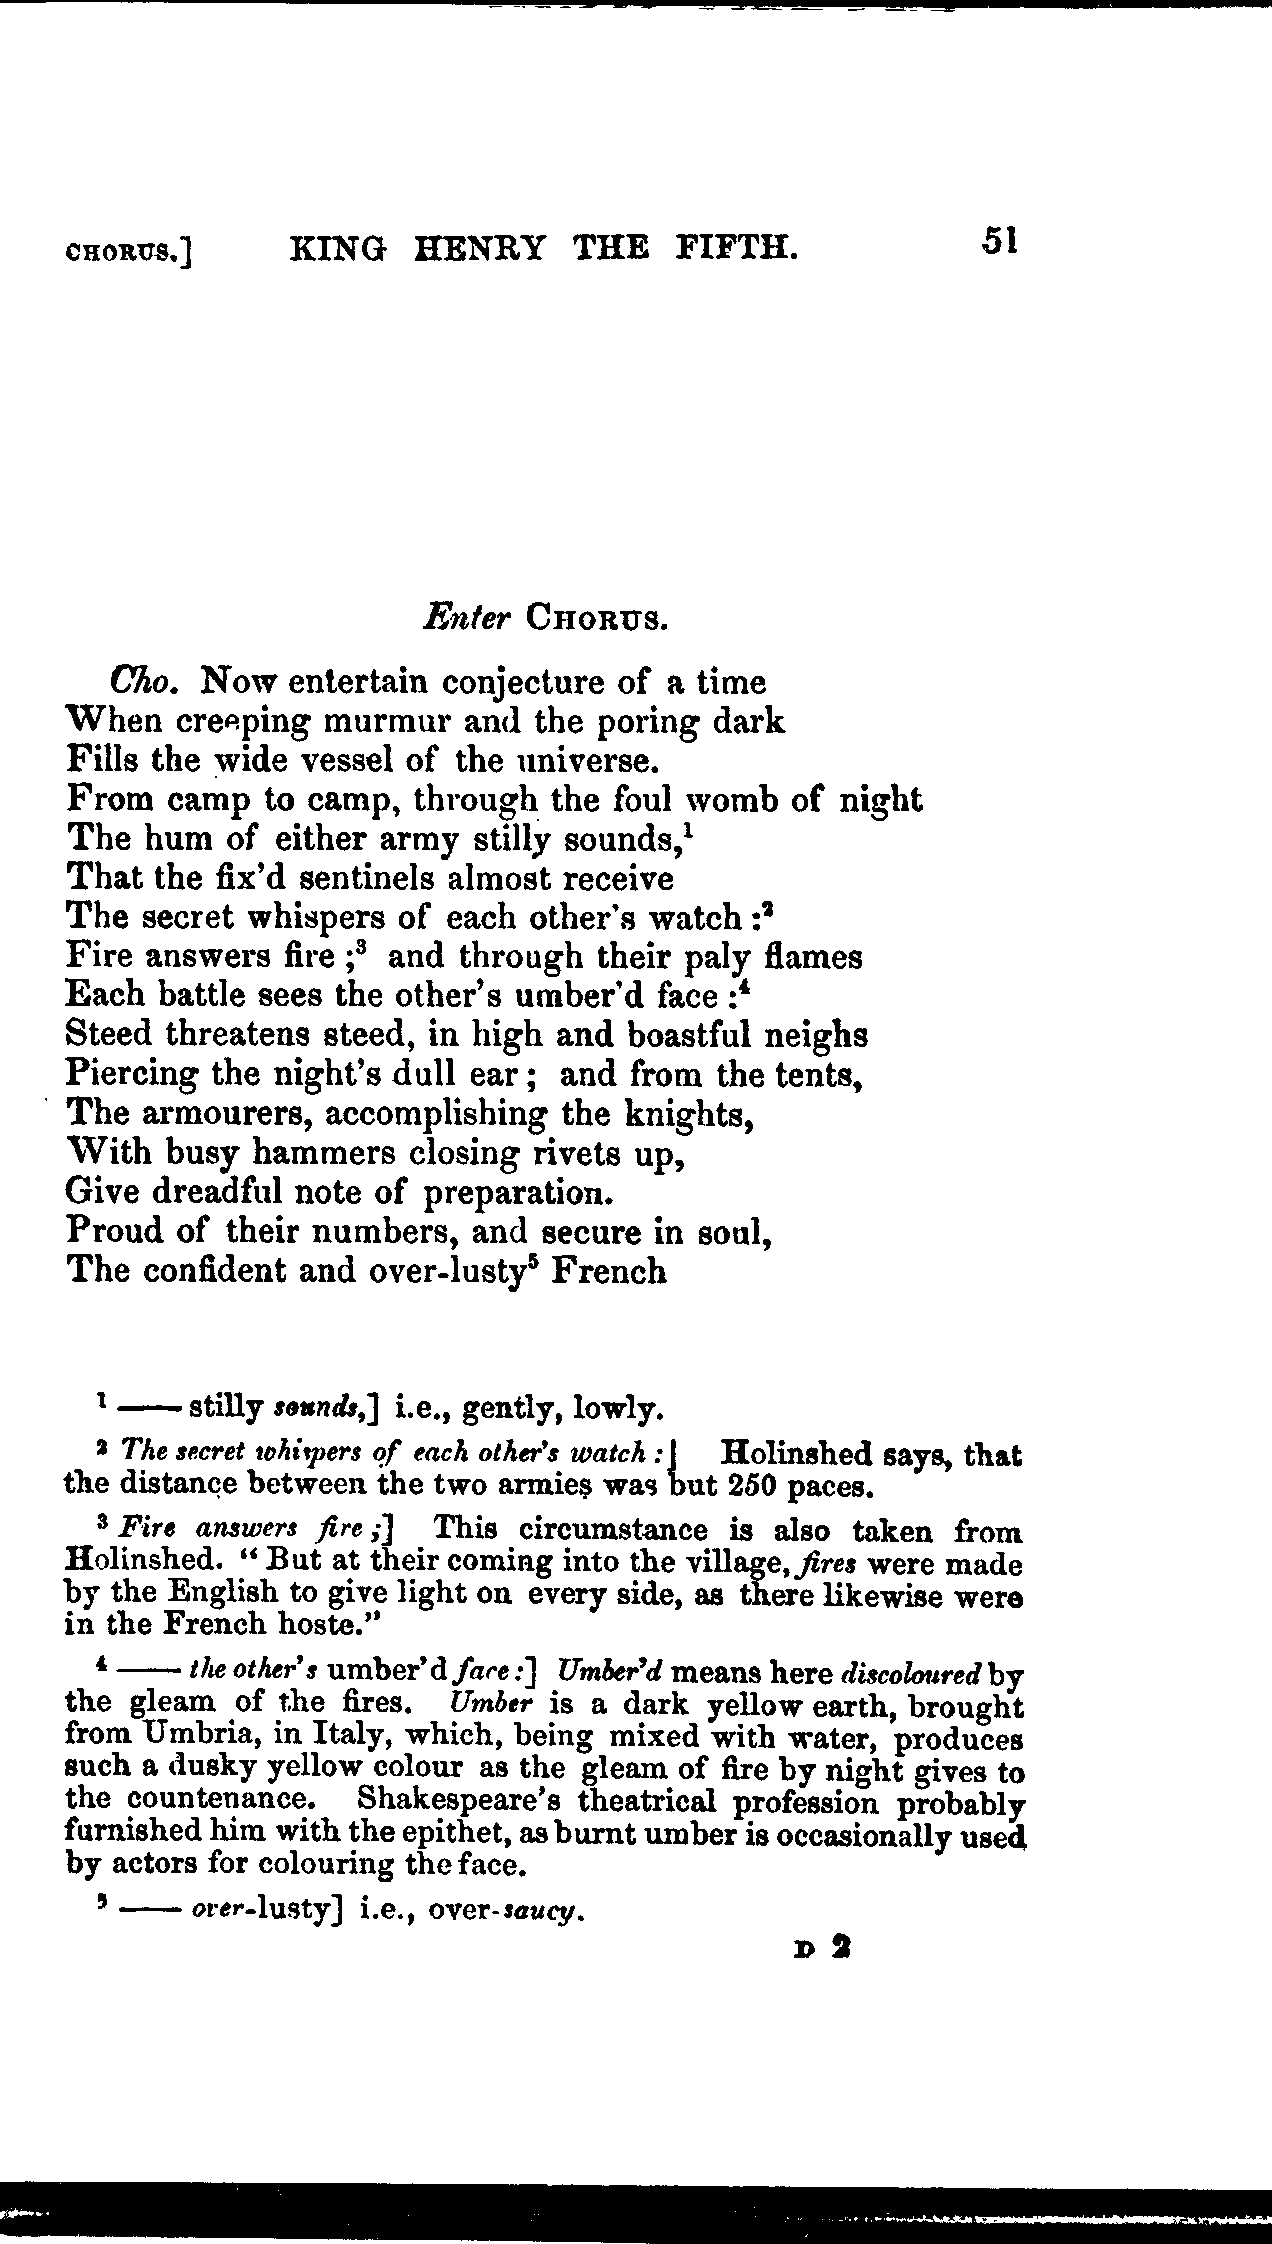 CHORUS.] KING HENRY THE FIFTH. 51
Enter CHORUS.
Cho. Now entertain conjecture of a time
When creeping murmur and the poring dark
Fills the wide vessel of the universe.
From camp to camp, through the foul womb of night
The hum of either army stilly sounds,¹
That the fix'd sentinels almost receive
The secret whispers of each other's watch :²
Fire answers fire ;³ and through their paly flames
Each battle sees the other's umber'd face :⁴
Steed threatens steed, in high and boastful neighs
Piercing the night's dull ear ; and from the tents,
The armourers, accomplishing the knights,
With busy hammers closing rivets up,
Give dreadful note of preparation.
Proud of their numbers, and secure in soul,
The confident and over-lusty⁵ French
¹ —— stilly sounds,] i.e., gently, lowly.
² The secret whispers of each other's watch :] Holinshed says, that
the distance between the two armies was but 250 paces.
³ Fire answers fire ;] This circumstance is also taken from
Holinshed. "But at their coming into the village, fires were made
by the English to give light on every side, as there likewise were
in the French hoste."
⁴ —— the other's umber'd face :] Umber'd means here discoloured by
the gleam of the fires. Umber is a dark yellow earth, brought
from Umbria, in Italy, which, being mixed with water, produces
such a dusky yellow colour as the gleam of fire by night gives to
the countenance. Shakespeare's theatrical profession probably
furnished him with the epithet, as burnt umber is occasionally used
by actors for colouring the face.
⁵ —— over-lusty] i.e., over-saucy.
D 2